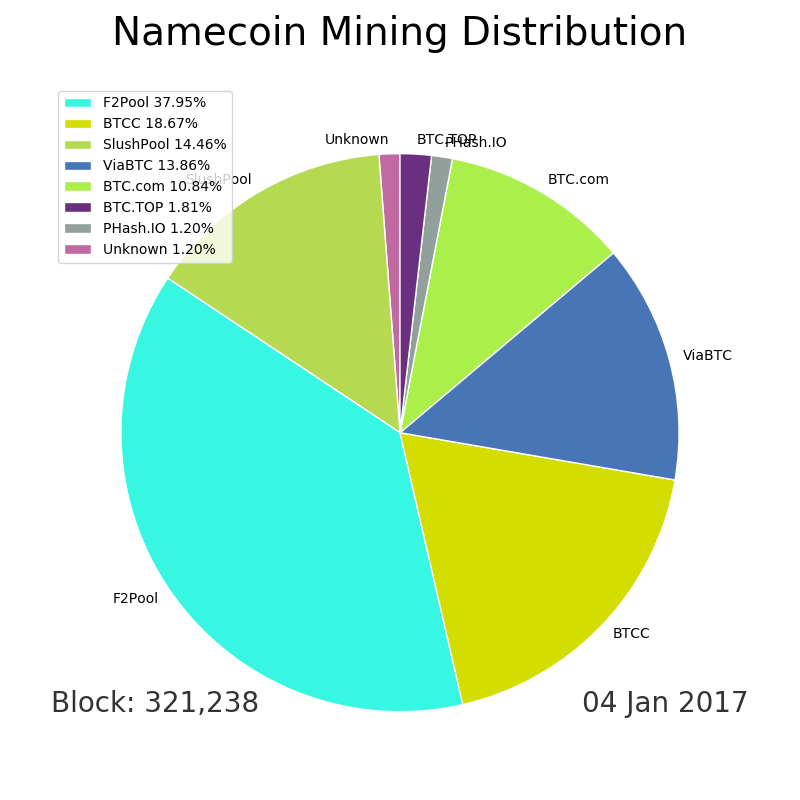 Namecoin Mining Distribution
F2Pool 37.95%
BTCC 18.67%
SlushPool 14.46%
ViaBTC 13.86%
BTC.com 10.84%
BTC.TOP 1.81%
PHash.IO 1.20%
Unknown 1.20%
Unknown
BTC.TOP
PHash.IO
SlushPool
BTC.com
ViaBTC
F2Pool
BTCC
Block: 321,238
04 Jan 2017